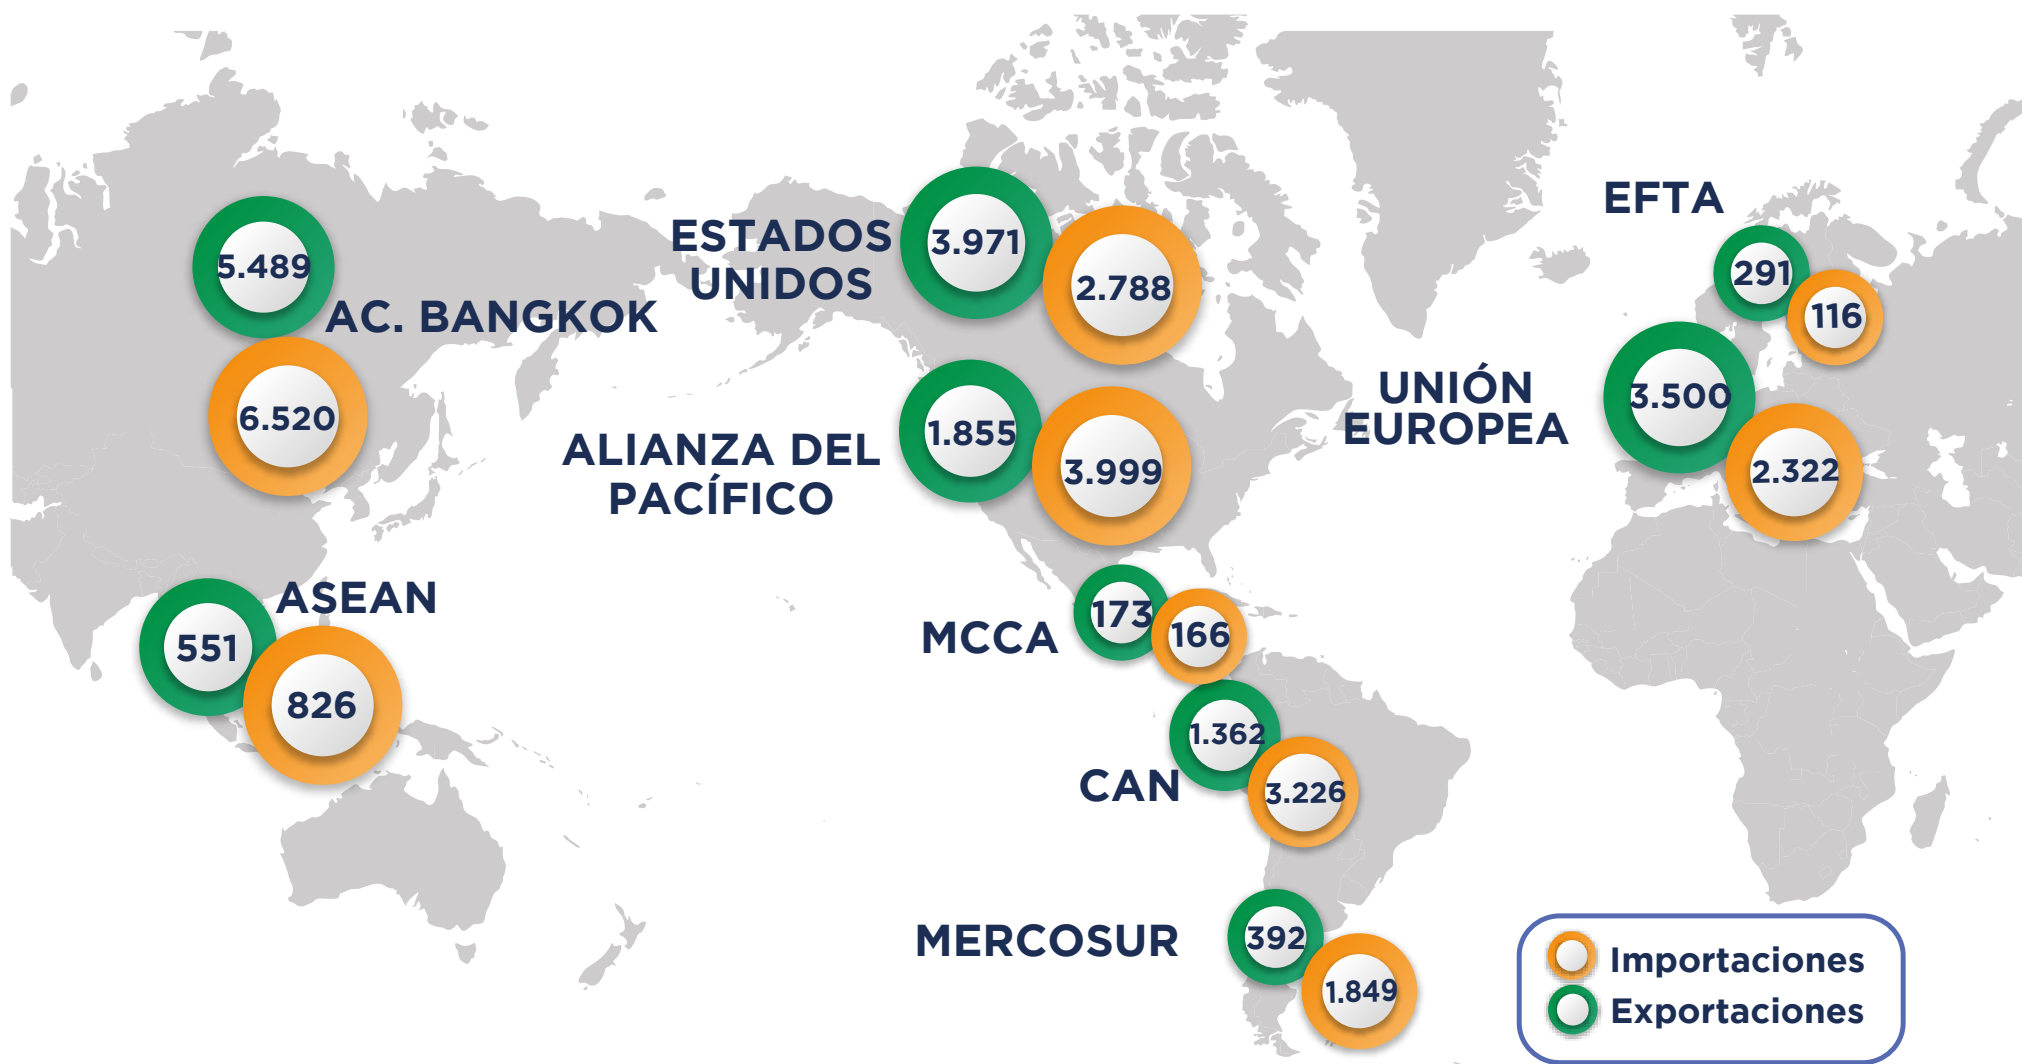 5.489
AC. BANGKOK
6.520
ASEAN
551
826
ESTADOS
UNIDOS
3.971
2.788
ALIANZA DEL
PACÍFICO
1.855
3.999
MCCA
173
166
CAN
1.362
3.226
MERCOSUR
392
1.849
EFTA
291
116
UNIÓN
EUROPEA
3.500
2.322
Importaciones
Exportaciones